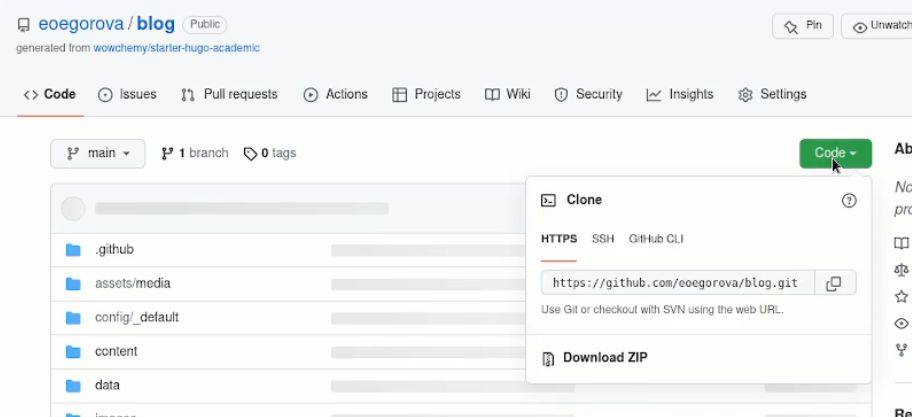 eoegorova / blog Public
Pin
Unwatch
generated from wowchemy/starter-hugo-academic
Code Issues Pull requests Actions Projects Wiki Security Insights Settings
main 1 branch 0 tags
Code
Ab
No
pro
Clone
HTTPS SSH GitHub CLI
https://github.com/eoegorova/blog.git
Use Git or checkout with SVN using the web URL.
Download ZIP
.github
assets/media
config/_default
content
data
images
Re